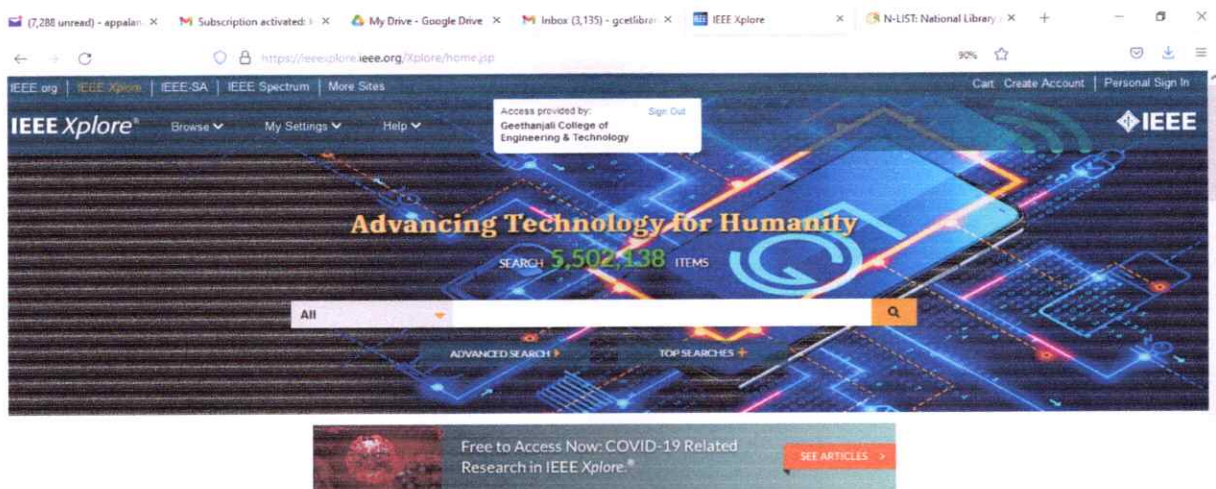 (7,288 unread) - appalan
Subscription activated:
My Drive - Google Drive
Inbox (3,135) - gcetlibrar
IEEE Xplore
N-LIST: National Library
https://ieeexplore.ieee.org/Xplore/home.jsp
90%
IEEE.org | IEEE Xplore | IEEE-SA | IEEE Spectrum | More Sites
Cart Create Account | Personal Sign In
IEEE Xplore®
Browse
My Settings
Help
Access provided by:
Sign Out
Geethanjali College of
Engineering & Technology
IEEE
Advancing Technology for Humanity
SEARCH 5,502,138 ITEMS
All
ADVANCED SEARCH
TOP SEARCHES +
Free to Access Now: COVID-19 Related
Research in IEEE Xplore.®
SEE ARTICLES >